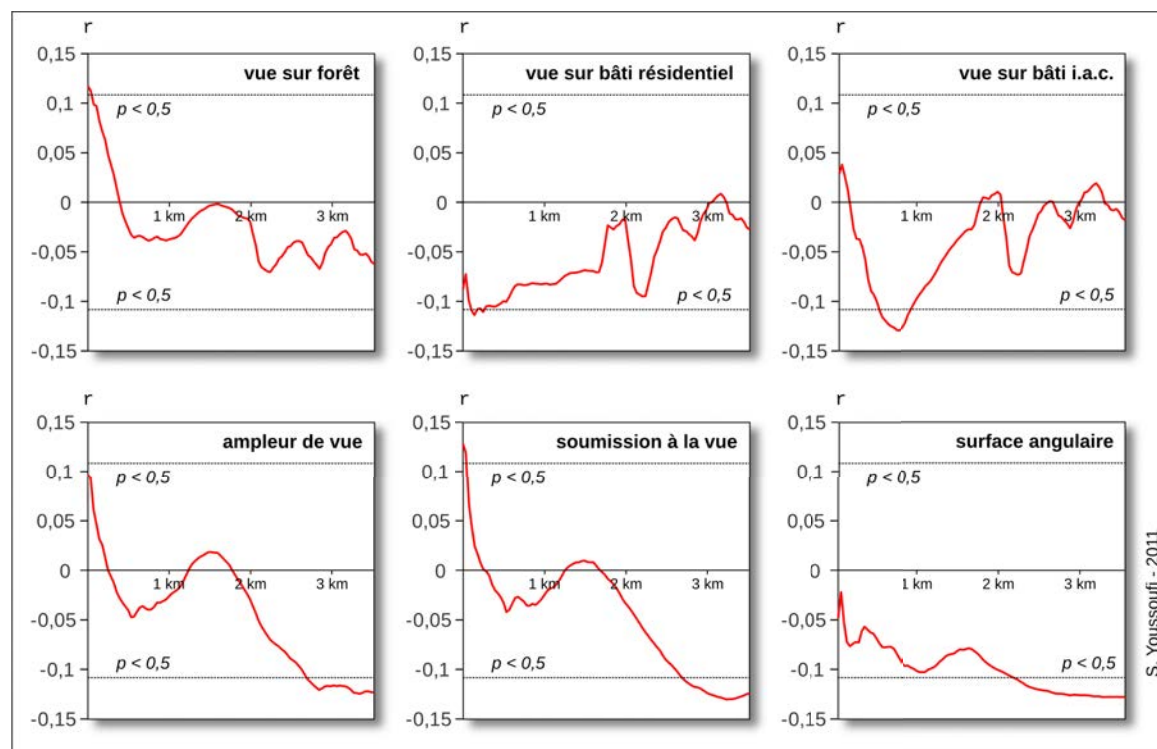 r r r
0,15 0,15 0,15
vue sur forêt vue sur bâti résidentiel vue sur bâti i.a.c.
0,1 0,1 0,1
p < 0,5 p < 0,5 p < 0,5
0,05 0,05 0,05
0 0 0
1 km 2 km 3 km 1 km 2 km 3 km 1 km 2 km 3 km
-0,05 -0,05 -0,05
p < 0,5 p < 0,5 p < 0,5
-0,1 -0,1 -0,1
-0,15 -0,15 -0,15
r r r
0,15 0,15 0,15
ampleur de vue soumission à la vue surface angulaire
0,1 0,1 0,1
p < 0,5 p < 0,5 p < 0,5
0,05 0,05 0,05
0 0 0
1 km 2 km 3 km 1 km 2 km 3 km 1 km 2 km 3 km
-0,05 -0,05 -0,05
p < 0,5 p < 0,5 p < 0,5
-0,1 -0,1 -0,1
-0,15 -0,15 -0,15
S. Youssoufi - 2011